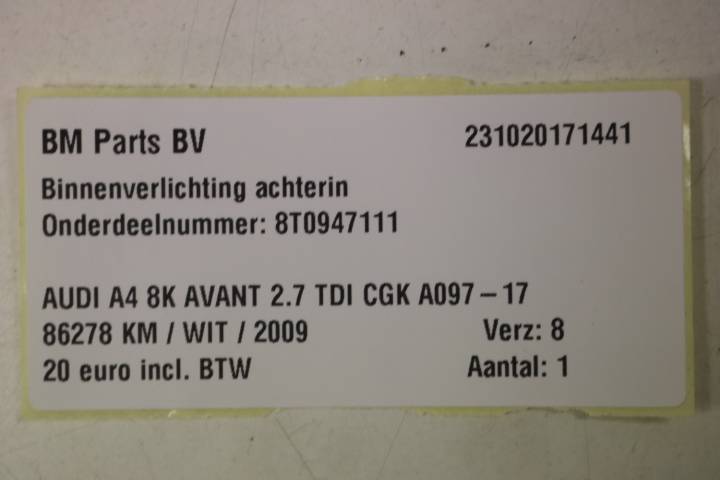 BM Parts BV 231020171441
Binnenverlichting achterin
Onderdeelnummer: 8T0947111
AUDI A4 8K AVANT 2.7 TDI CGK A097 – 17
86278 KM / WIT / 2009 Verz: 8
20 euro incl. BTW Aantal: 1